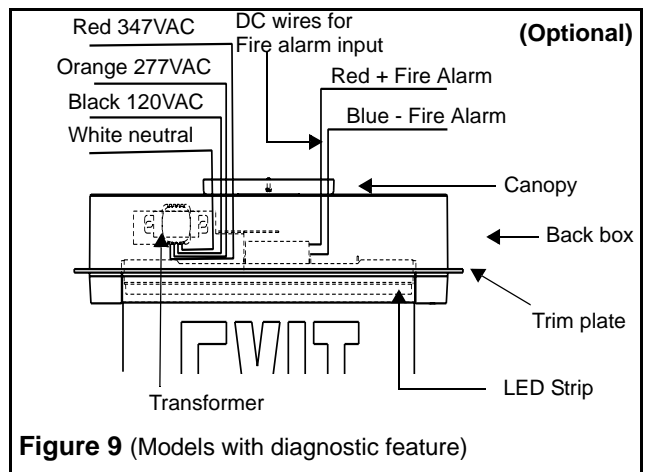 Red 347VAC
DC wires for
Fire alarm input
(Optional)
Orange 277VAC
Red + Fire Alarm
Black 120VAC
Blue - Fire Alarm
White neutral
Canopy
Back box
Trim plate
EXIT
LED Strip
Transformer
Figure 9 (Models with diagnostic feature)